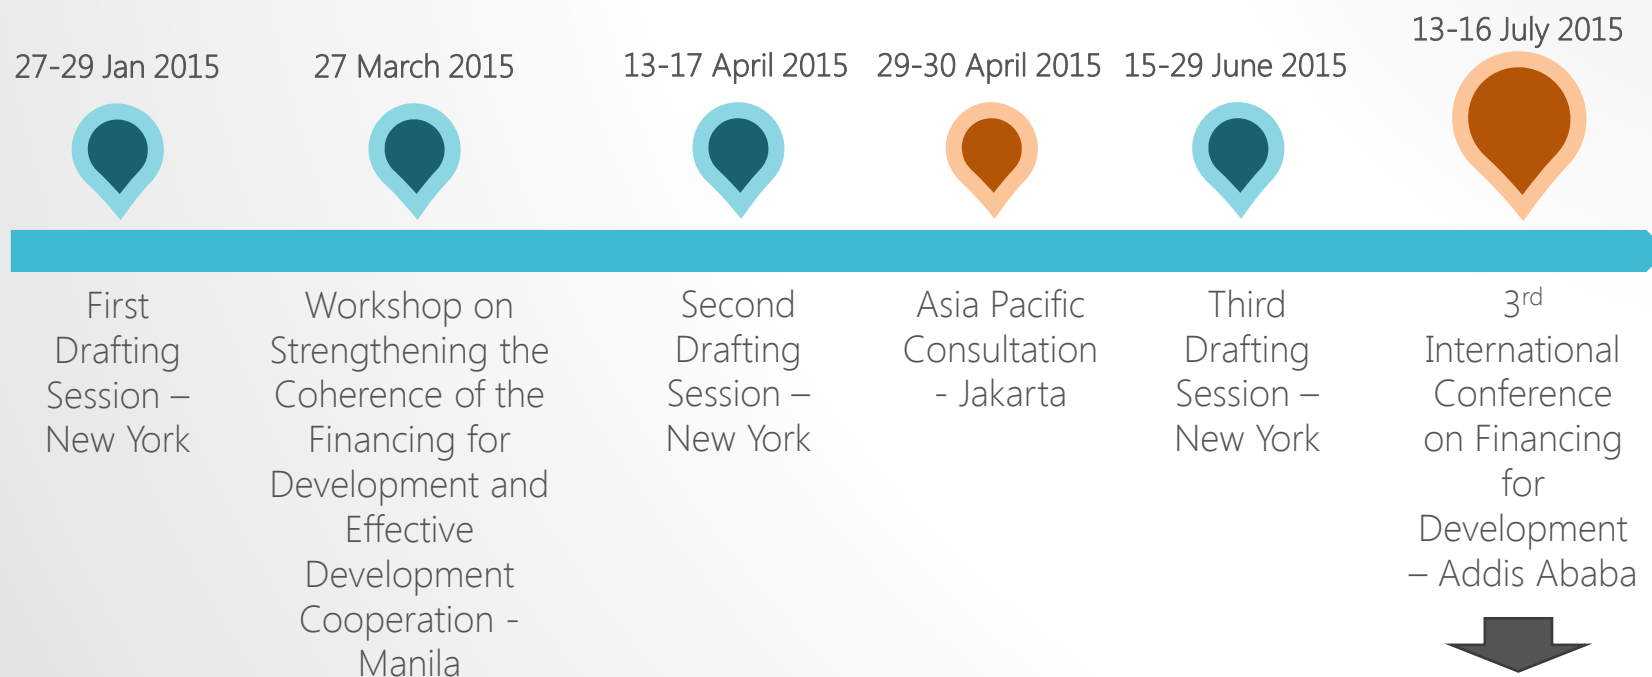 27-29 Jan 2015
First
Drafting
Session –
New York
27 March 2015
Workshop on
Strengthening the
Coherence of the
Financing for
Development and
Effective
Development
Cooperation -
Manila
13-17 April 2015
Second
Drafting
Session –
New York
29-30 April 2015
Asia Pacific
Consultation
- Jakarta
15-29 June 2015
Third
Drafting
Session –
New York
13-16 July 2015
3rd
International
Conference
on Financing
for
Development
– Addis Ababa